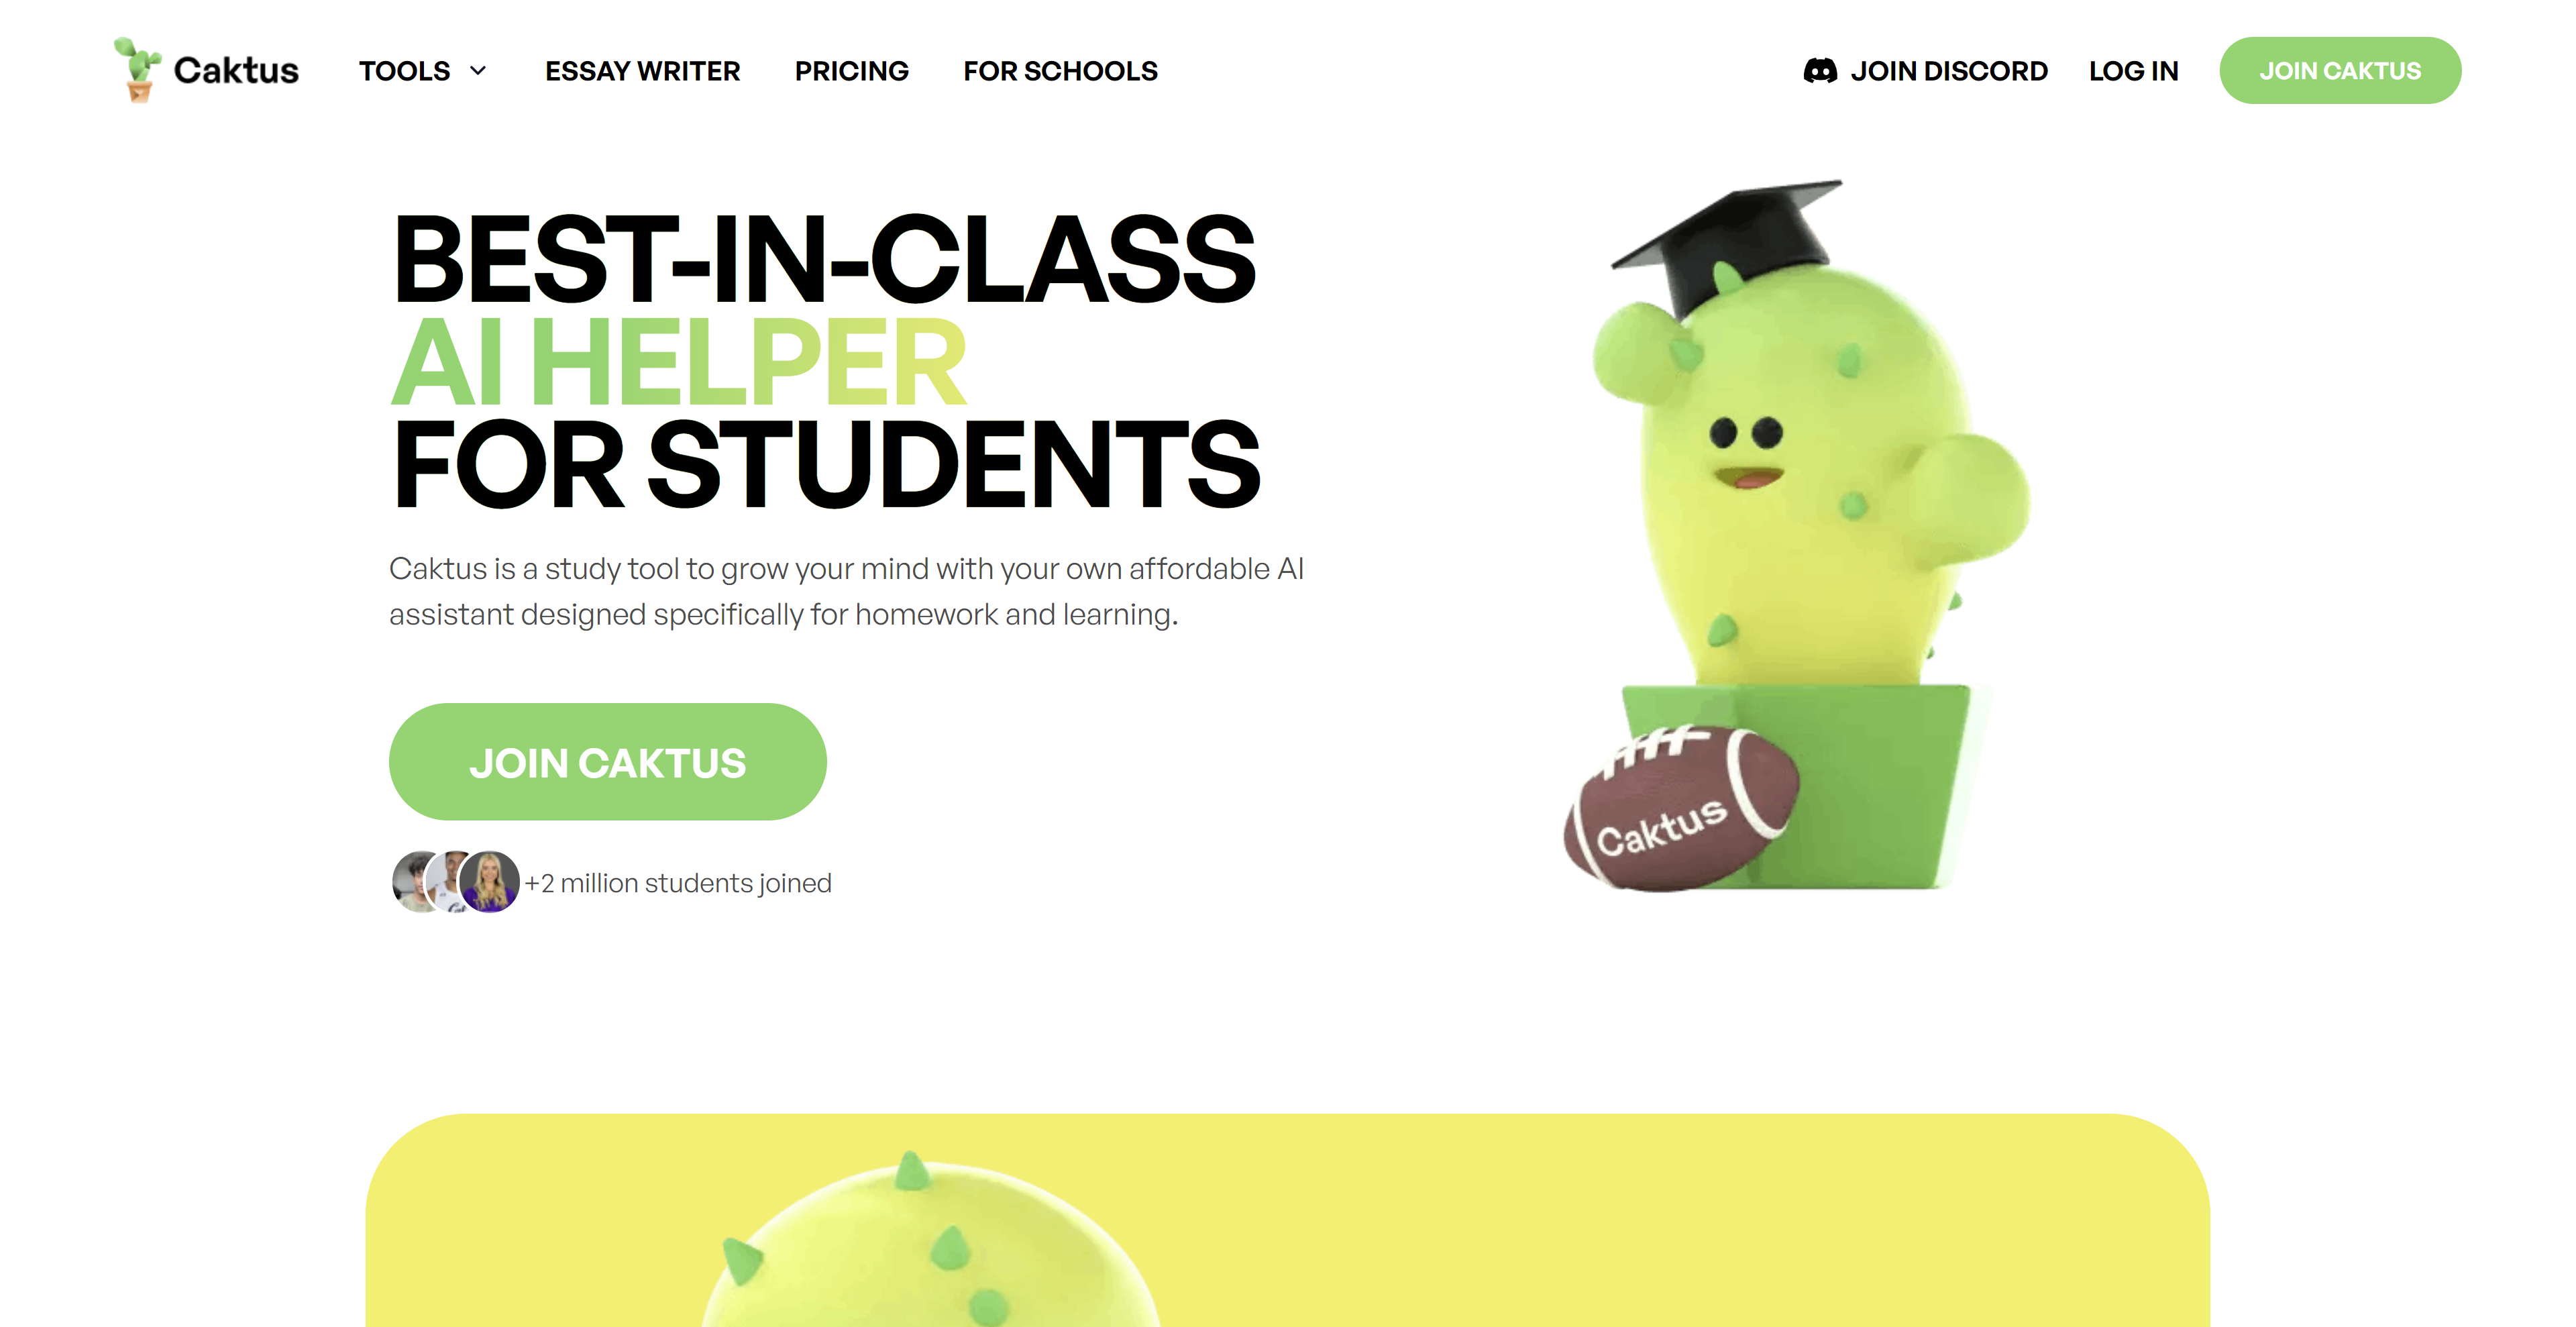 Caktus
TOOLS
ESSAY WRITER
PRICING
FOR SCHOOLS
JOIN DISCORD
LOG IN
JOIN CAKTUS
BEST-IN-CLASS
AI HELPER
FOR STUDENTS
Caktus is a study tool to grow your mind with your own affordable AI
assistant designed specifically for homework and learning.
JOIN CAKTUS
+2 million students joined
Caktus